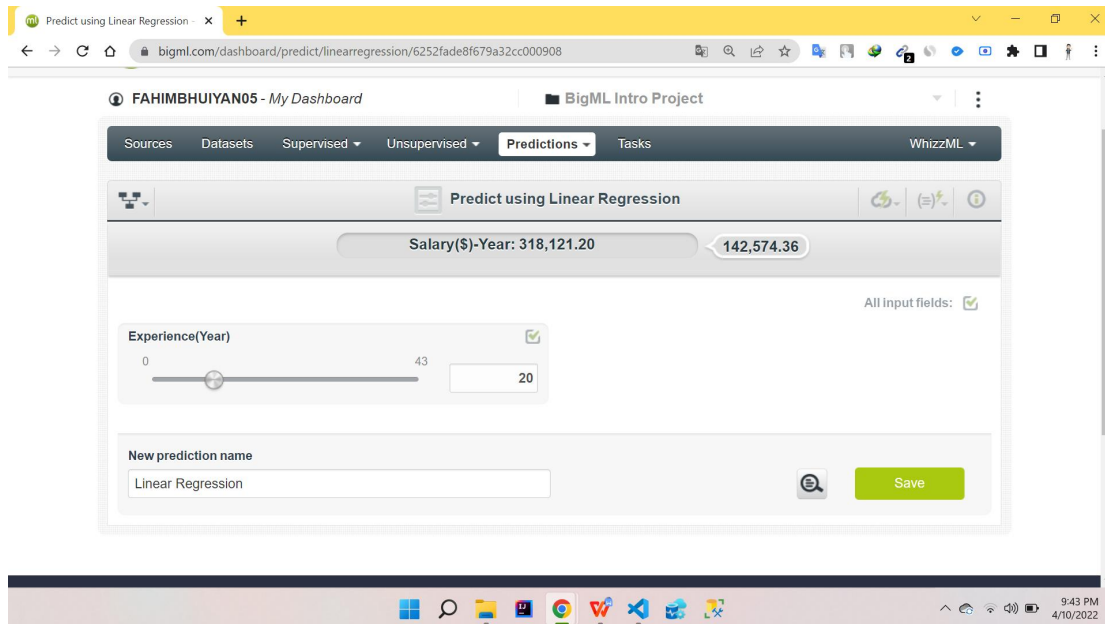 Predict using Linear Regression -
bigml.com/dashboard/predict/linearregression/6252fade8f679a32cc000908
2
FAHIMBHUIYAN05 - My Dashboard
BigML Intro Project
Sources Datasets Supervised Unsupervised Predictions Tasks WhizzML
Predict using Linear Regression
Salary($)-Year: 318,121.20
142,574.36
All input fields:
Experience(Year)
0 43
20
New prediction name
Linear Regression
Save
9:43 PM
4/10/2022